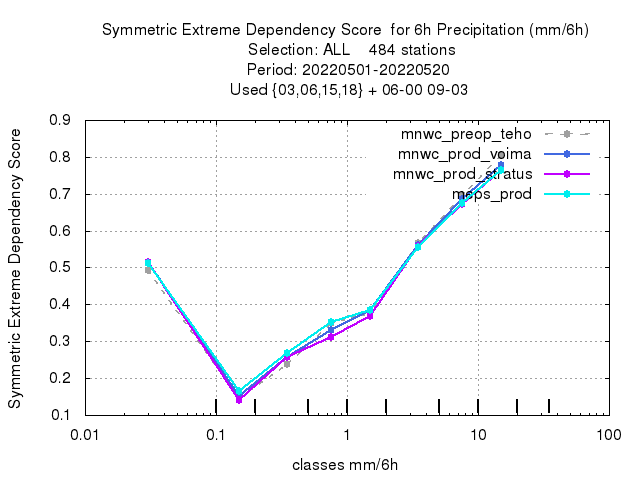 Symmetric Extreme Dependency Score  for 6h Precipitation (mm/6h)
Selection: ALL    484 stations
Period: 20220501-20220520
Used {03,06,15,18} + 06-00 09-03
Symmetric Extreme Dependency Score
0.9
0.8
0.7
0.6
0.5
0.4
0.3
0.2
0.1
mnwc_preop_teho
mnwc_prod_voima
mnwc_prod_stratus
meps_prod
0.01
0.1
1
10
100
classes mm/6h